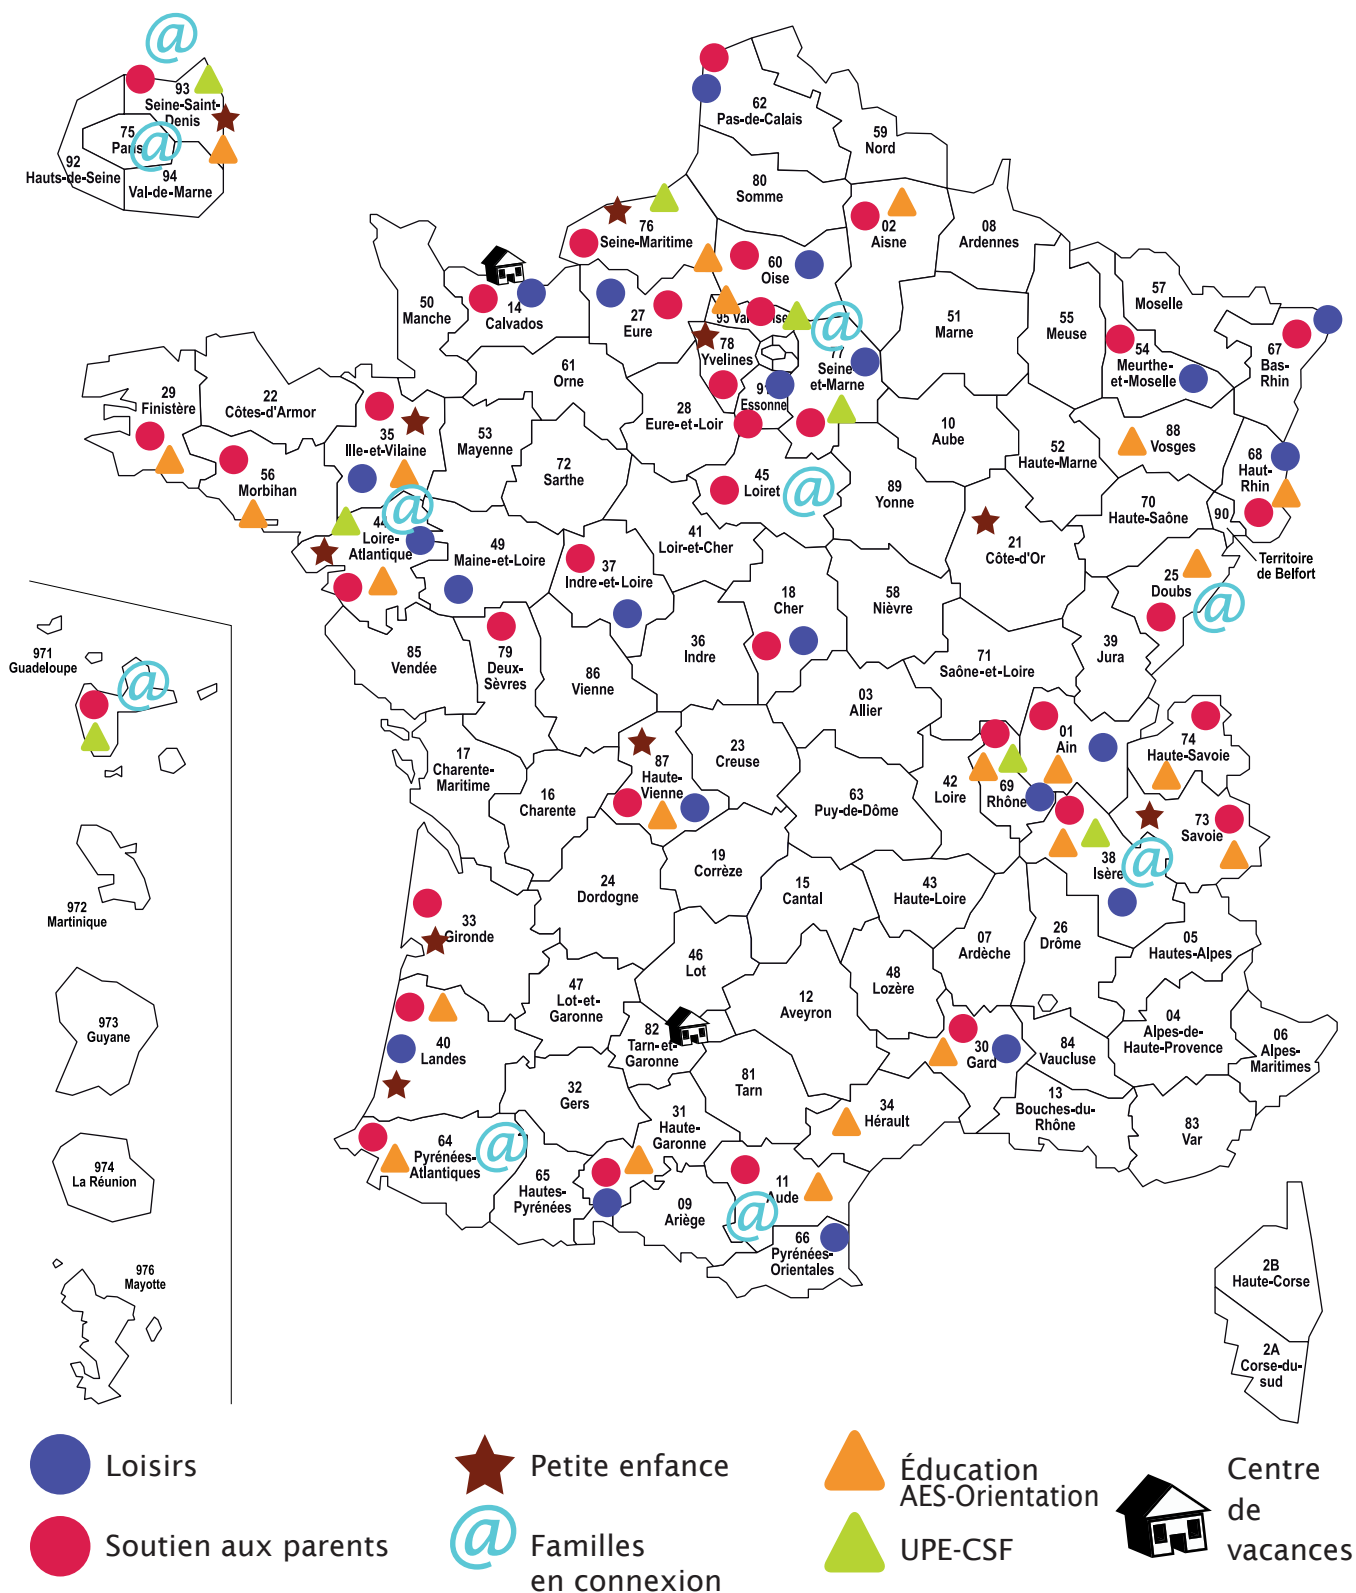 93
Seine-Saint-
Denis
75
Paris
92
Hauts-de-Seine
94
Val-de-Marne
62
Pas-de-Calais
59
Nord
80
Somme
02
Aisne
08
Ardennes
76
Seine-Maritime
60
Oise
57
Moselle
50
Manche
14
Calvados
27
Eure
95 Val
Oise
51
Marne
55
Meuse
54
Meurthe-
et-Moselle
67
Bas-
Rhin
78
Yvelines
77
Seine
et-Marne
61
Orne
91
Essonne
29
Finistère
22
Côtes-d'Armor
28
Eure-et-Loir
10
Aube
88
Vosges
35
Ille-et-Vilaine
53
Mayenne
52
Haute-Marne
68
Haut-
Rhin
56
Morbihan
72
Sarthe
45
Loiret
89
Yonne
70
Haute-Saône
90
Territoire
de Belfort
44
Loire-
Atlantique
49
Maine-et-Loire
41
Loir-et-Cher
21
Côte-d'Or
37
Indre-et-Loire
18
Cher
58
Nièvre
25
Doubs
85
Vendée
79
Deux-
Sèvres
86
Vienne
36
Indre
71
Saône-et-Loire
39
Jura
971
Guadeloupe
03
Allier
17
Charente-
Maritime
87
Haute-
Vienne
23
Creuse
01
Ain
74
Haute-Savoie
16
Charente
63
Puy-de-Dôme
42
Loire
69
Rhône
73
Savoie
19
Corrèze
38
Isère
24
Dordogne
15
Cantal
43
Haute-Loire
972
Martinique
33
Gironde
46
Lot
07
Ardèche
26
Drôme
05
Hautes-Alpes
48
Lozère
47
Lot-et-
Garonne
12
Aveyron
973
Guyane
04
Alpes-de-
Haute-Provence
06
Alpes-
Maritimes
40
Landes
82
Tarn-et-
Garonne
30
Gard
84
Vaucluse
32
Gers
81
Tarn
13
Bouches-du-
Rhône
31
Haute-
Garonne
34
Hérault
83
Var
64
Pyrénées-
Atlantiques
974
La Réunion
65
Hautes-
Pyrénées
09
Ariège
11
Aude
66
Pyrénées-
Orientales
976
Mayotte
2B
Haute-Corse
2A
Corse-du-
sud
Loisirs
Soutien aux parents
Petite enfance
Familles
en connexion
Éducation
AES-Orientation
UPE-CSF
Centre
de
vacances